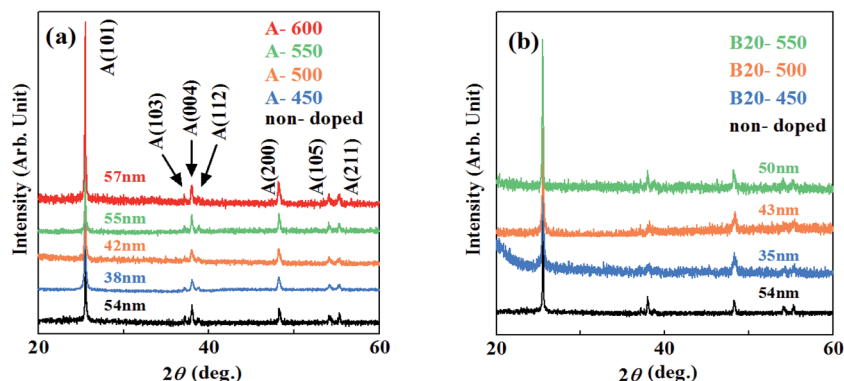 (a)
A(101)
A- 600
A- 550
A- 500
A- 450
non- doped
A(103)
A(004)
A(112)
A(200)
A(105)
A(211)
57nm
55nm
42nm
38nm
54nm
Intensity (Arb. Unit)
20
40
60
2θ (deg.)
(b)
B20- 550
B20- 500
B20- 450
non- doped
50nm
43nm
35nm
54nm
Intensity (Arb. Unit)
20
40
60
2θ (deg.)